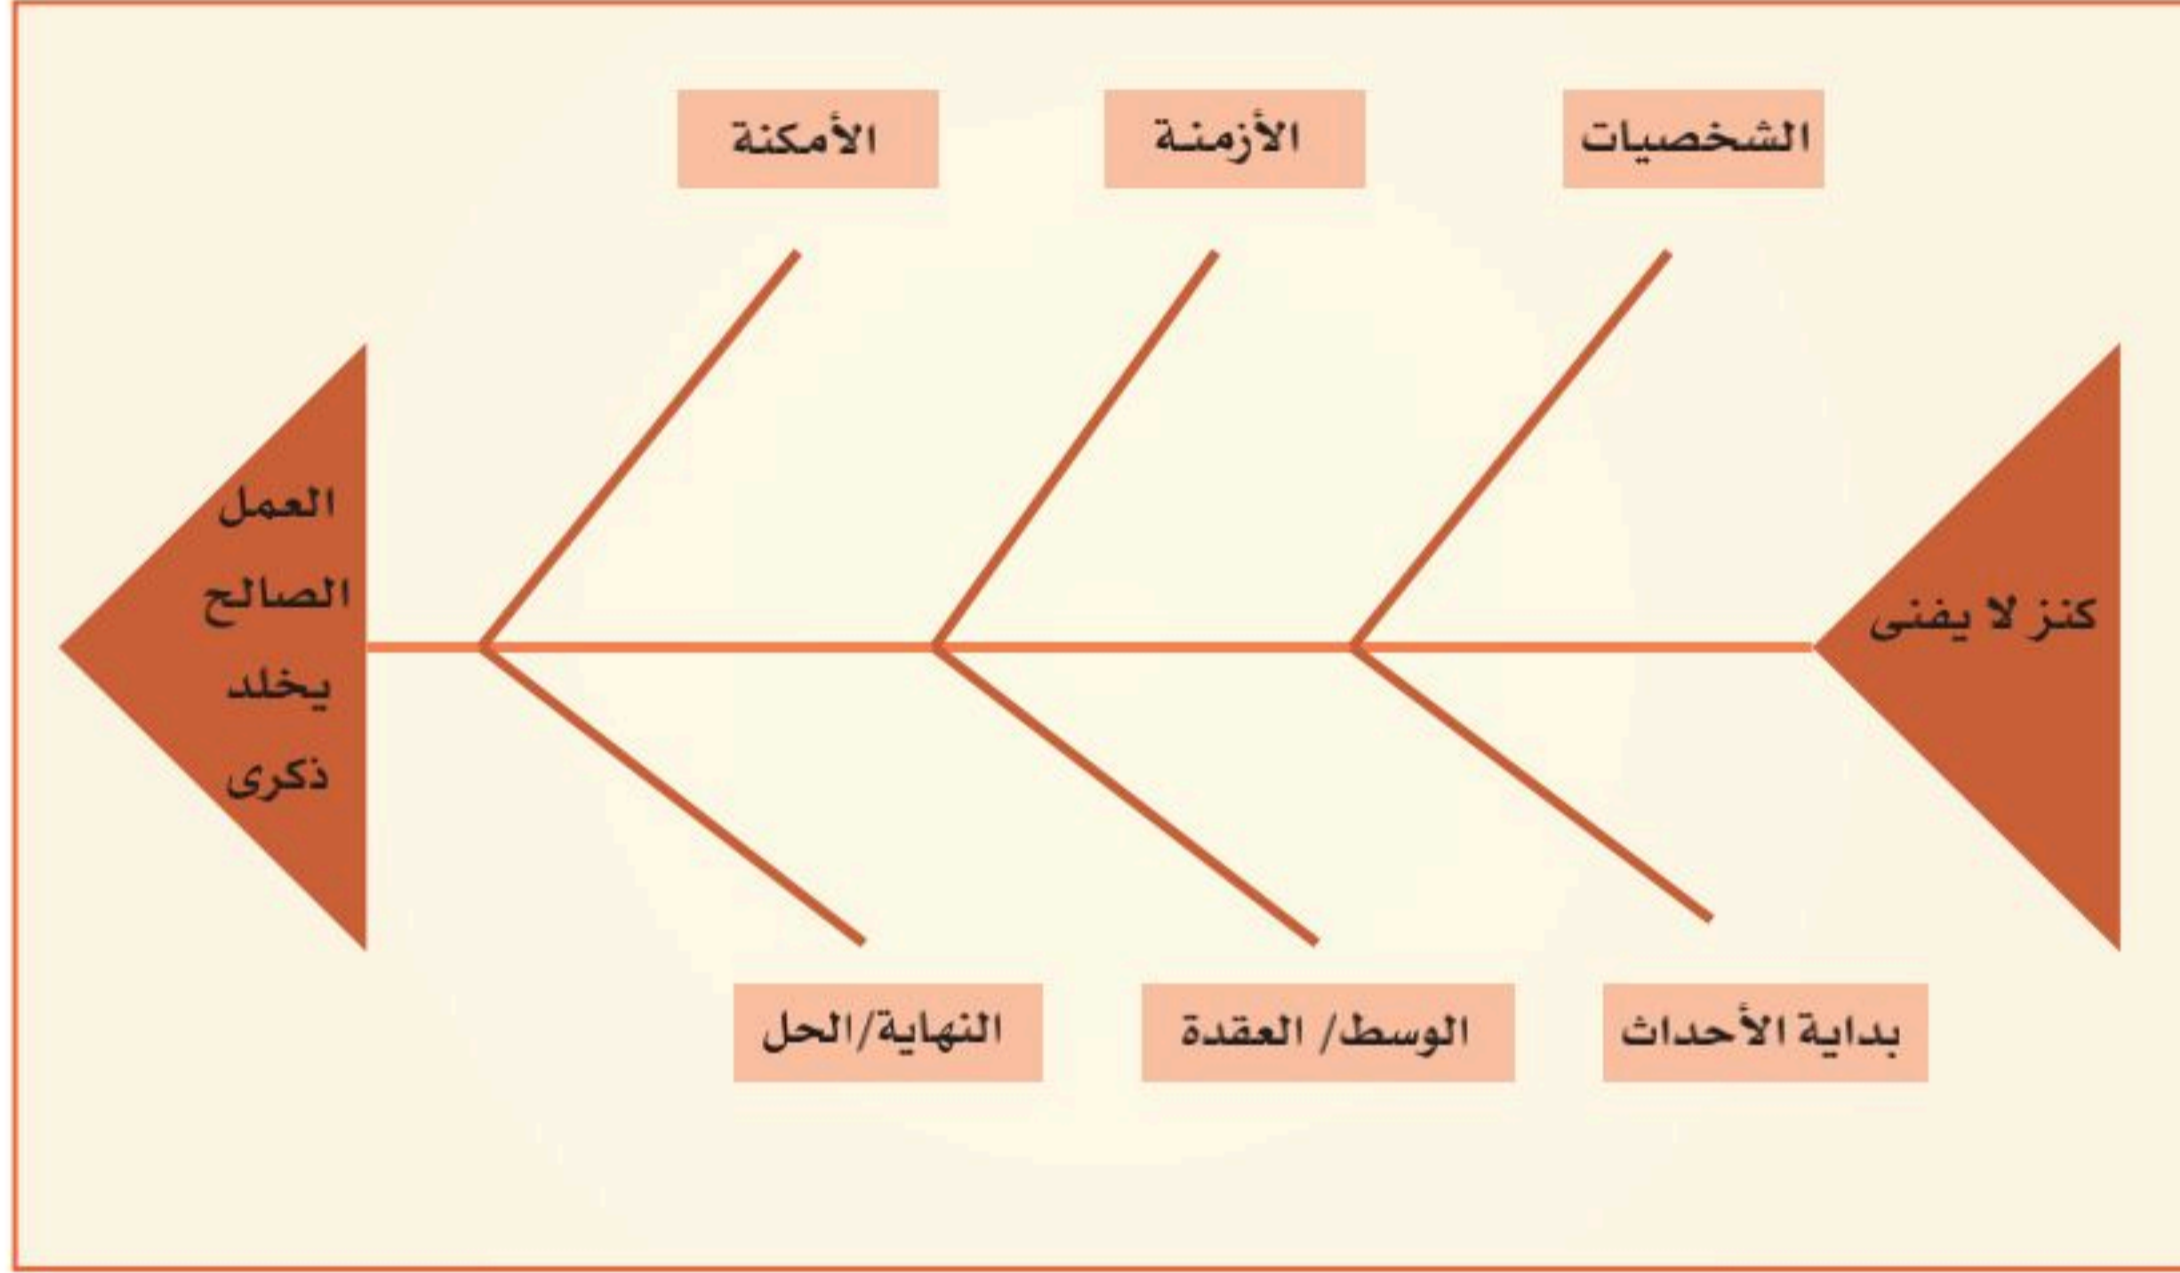 الشخصيات
الأزمنة
الأمكنة
كنز لا يفنى
العمل
الصالح
يخلد
ذكرى
بداية الأحداث
الوسط/ العقدة
النهاية/الحل